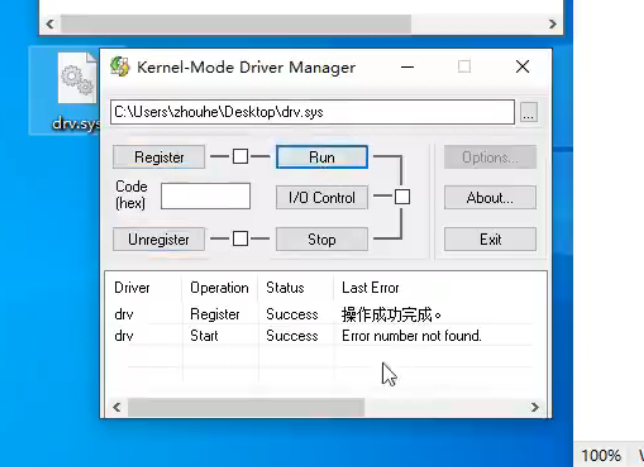 drv.sys
Kernel-Mode Driver Manager
C:\Users\zhouhe\Desktop\drv.sys
...
Register Run Options...
Code (hex) I/O Control About...
Unregister Stop Exit
Driver Operation Status Last Error
drv Register Success 操作成功完成。
drv Start Success Error number not found.
100%